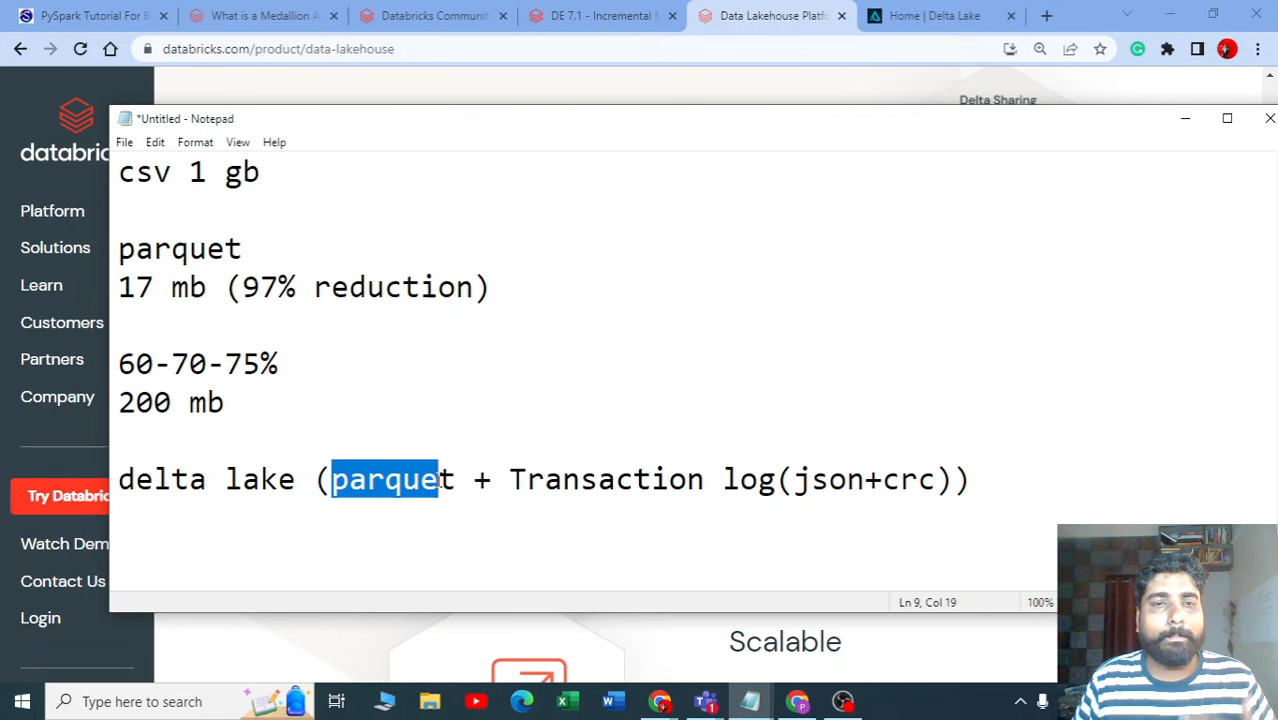 PySpark Tutorial For B
What is a Medallion A
Databricks Communit
DE 7.1 - Incremental M
Data Lakehouse Platfo
Home | Delta Lake
databricks.com/product/data-lakehouse
Delta Sharing
databric
Platform
Solutions
Learn
Customers
Partners
Company
Try Databric
Watch Dem
Contact Us
Login
*Untitled - Notepad
File Edit Format View Help
csv 1 gb
parquet
17 mb (97% reduction)
60-70-75%
200 mb
delta lake (parquet + Transaction log(json+crc))
Ln 9, Col 19
100%
Scalable
Type here to search